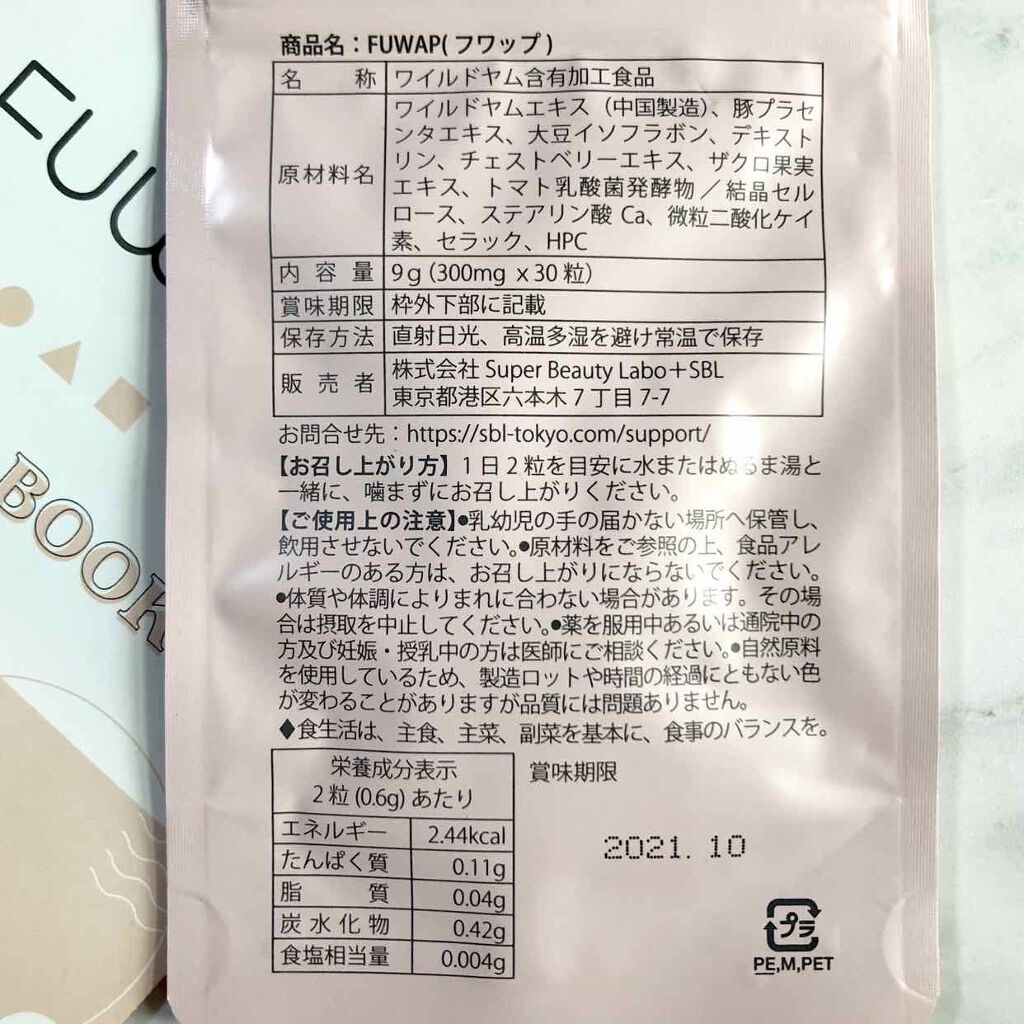 FUW
BOOK
商品名：FUWAP(フワップ)
名 称 ワイルドヤム含有加工食品
原材料名
ワイルドヤムエキス（中国製造）、豚プラセ
ンタエキス、大豆イソフラボン、デキスト
リン、チェストベリーエキス、ザクロ果実
エキス、トマト乳酸菌発酵物／結晶セル
ロース、ステアリン酸 Ca、微粒二酸化ケイ
素、セラック、HPC
内容量 9g（300mg x 30粒）
賞味期限 枠外下部に記載
保存方法 直射日光、高温多湿を避け常温で保存
販売者
株式会社 Super Beauty Labo＋SBL
東京都港区六本木7丁目7-7
お問合せ先：https://sbl-tokyo.com/support/
【お召し上がり方】1日2粒を目安に水またはぬるま湯と
一緒に、噛まずにお召し上がりください。
【ご使用上の注意】●乳幼児の手の届かない場所へ保管し、
飲用させないでください。●原材料をご参照の上、食品アレ
ルギーのある方は、お召し上がりにならないでください。
●体質や体調によりまれに合わない場合があります。その場
合は摂取を中止してください。●薬を服用中あるいは通院中の
方及び妊娠・授乳中の方は医師にご相談ください。●自然原料
を使用しているため、製造ロットや時間の経過にともない色
が変わることがありますが品質には問題ありません。
◆食生活は、主食、主菜、副菜を基本に、食事のバランスを。
栄養成分表示
2粒(0.6g)あたり
エネルギー 2.44kcal
たんぱく質 0.11g
脂質 0.04g
炭水化物 0.42g
食塩相当量 0.004g
賞味期限
2021.10
プラ
PE,M,PET